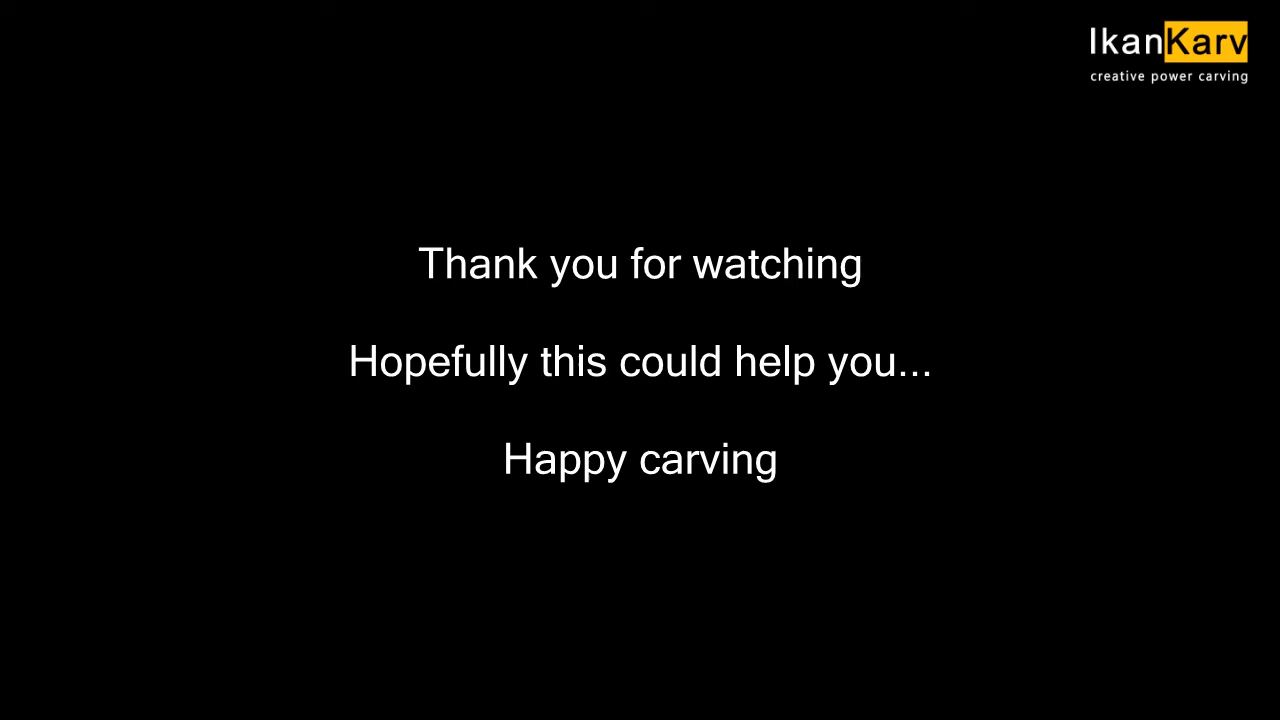 IkanKarv
creative power carving
Thank you for watching
Hopefully this could help you...
Happy carving